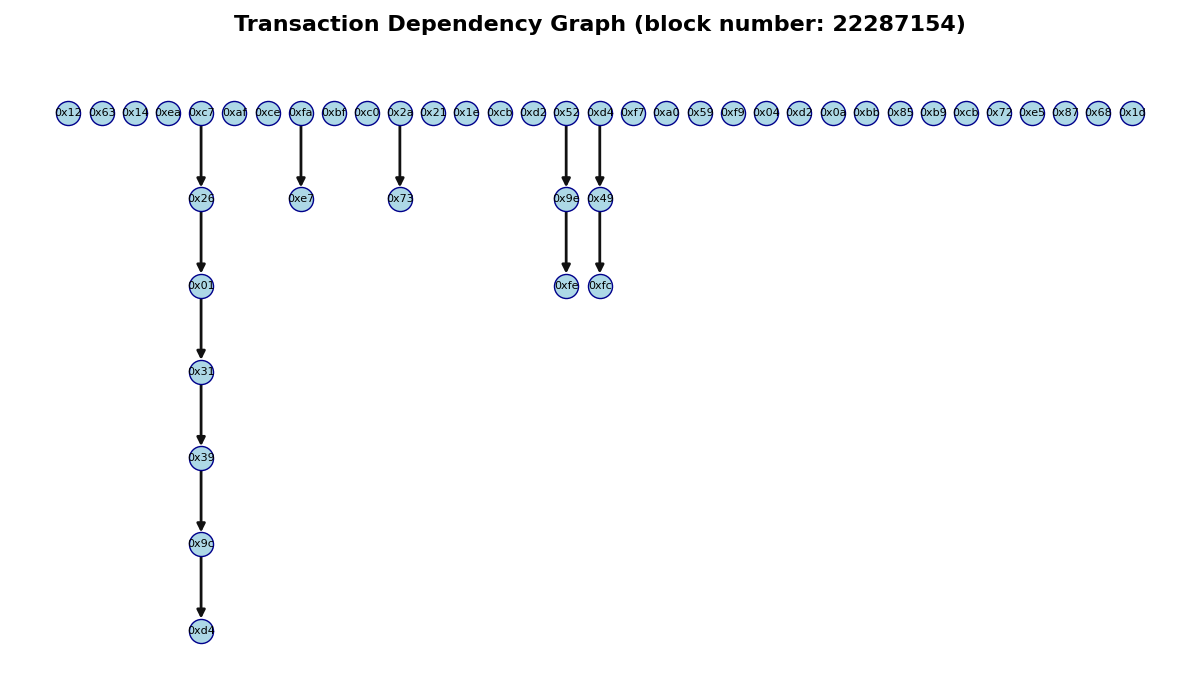 Transaction Dependency Graph (block number: 22287154)
0x12 0x63 0x14 0xea 0xc7 0xaf 0xce 0xfa 0xbf 0xc0 0x2a 0x21 0x1e 0xcb 0xd2 0x52 0xd4 0xf7 0xa0 0x59 0xf9 0x04 0xd2 0x0a 0xbb 0x85 0xb9 0xcb 0x72 0xe5 0x87 0x68
0x26 0xe7 0x73 0x9e 0x49
0x01 0xfe 0xfc
0x31
0x39
0xd4